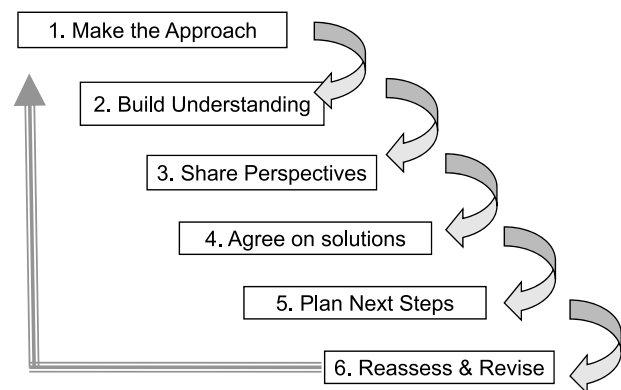 1. Make the Approach
2. Build Understanding
3. Share Perspectives
4. Agree on solutions
5. Plan Next Steps
6. Reassess & Revise